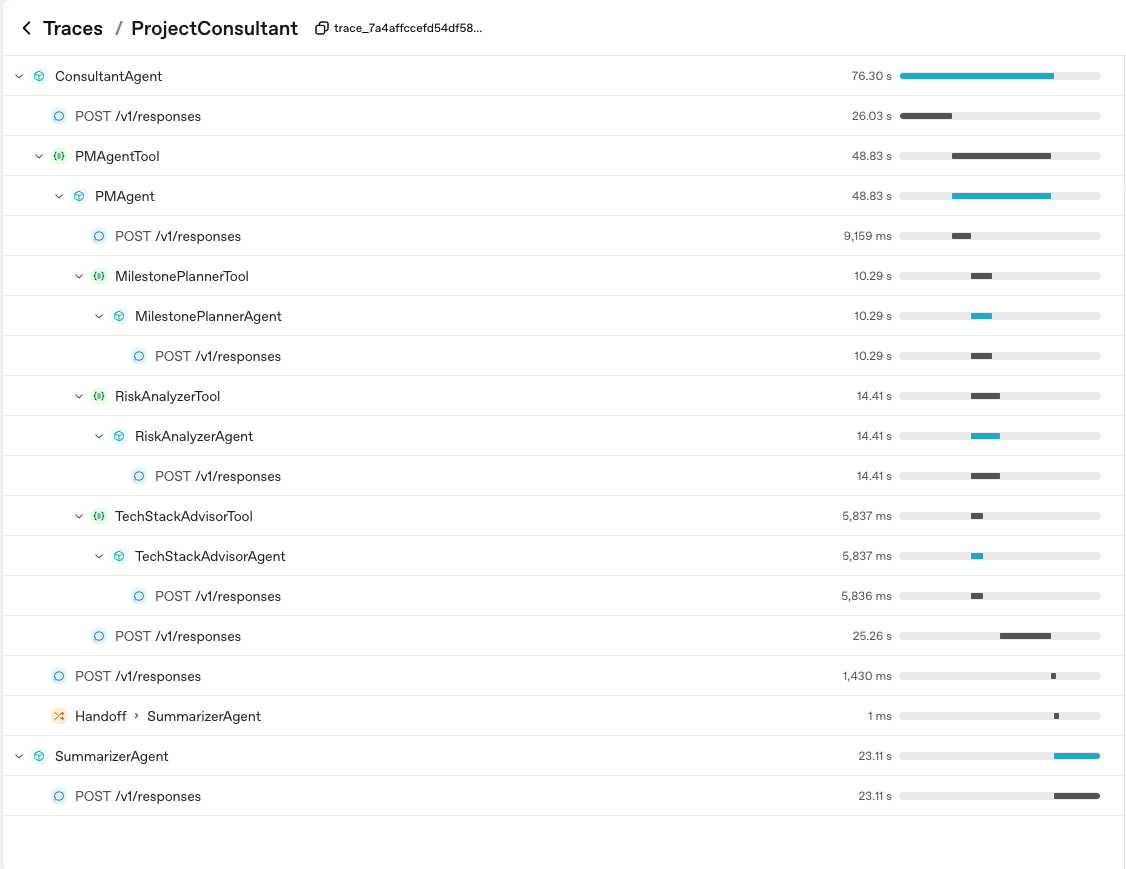 Traces / ProjectConsultant trace_7a4affccefd54df58...
ConsultantAgent 76.30 s
POST /v1/responses 26.03 s
PMAgentTool 48.83 s
PMAgent 48.83 s
POST /v1/responses 9,159 ms
MilestonePlannerTool 10.29 s
MilestonePlannerAgent 10.29 s
POST /v1/responses 10.29 s
RiskAnalyzerTool 14.41 s
RiskAnalyzerAgent 14.41 s
POST /v1/responses 14.41 s
TechStackAdvisorTool 5,837 ms
TechStackAdvisorAgent 5,837 ms
POST /v1/responses 5,836 ms
POST /v1/responses 25.26 s
POST /v1/responses 1,430 ms
Handoff › SummarizerAgent 1 ms
SummarizerAgent 23.11 s
POST /v1/responses 23.11 s